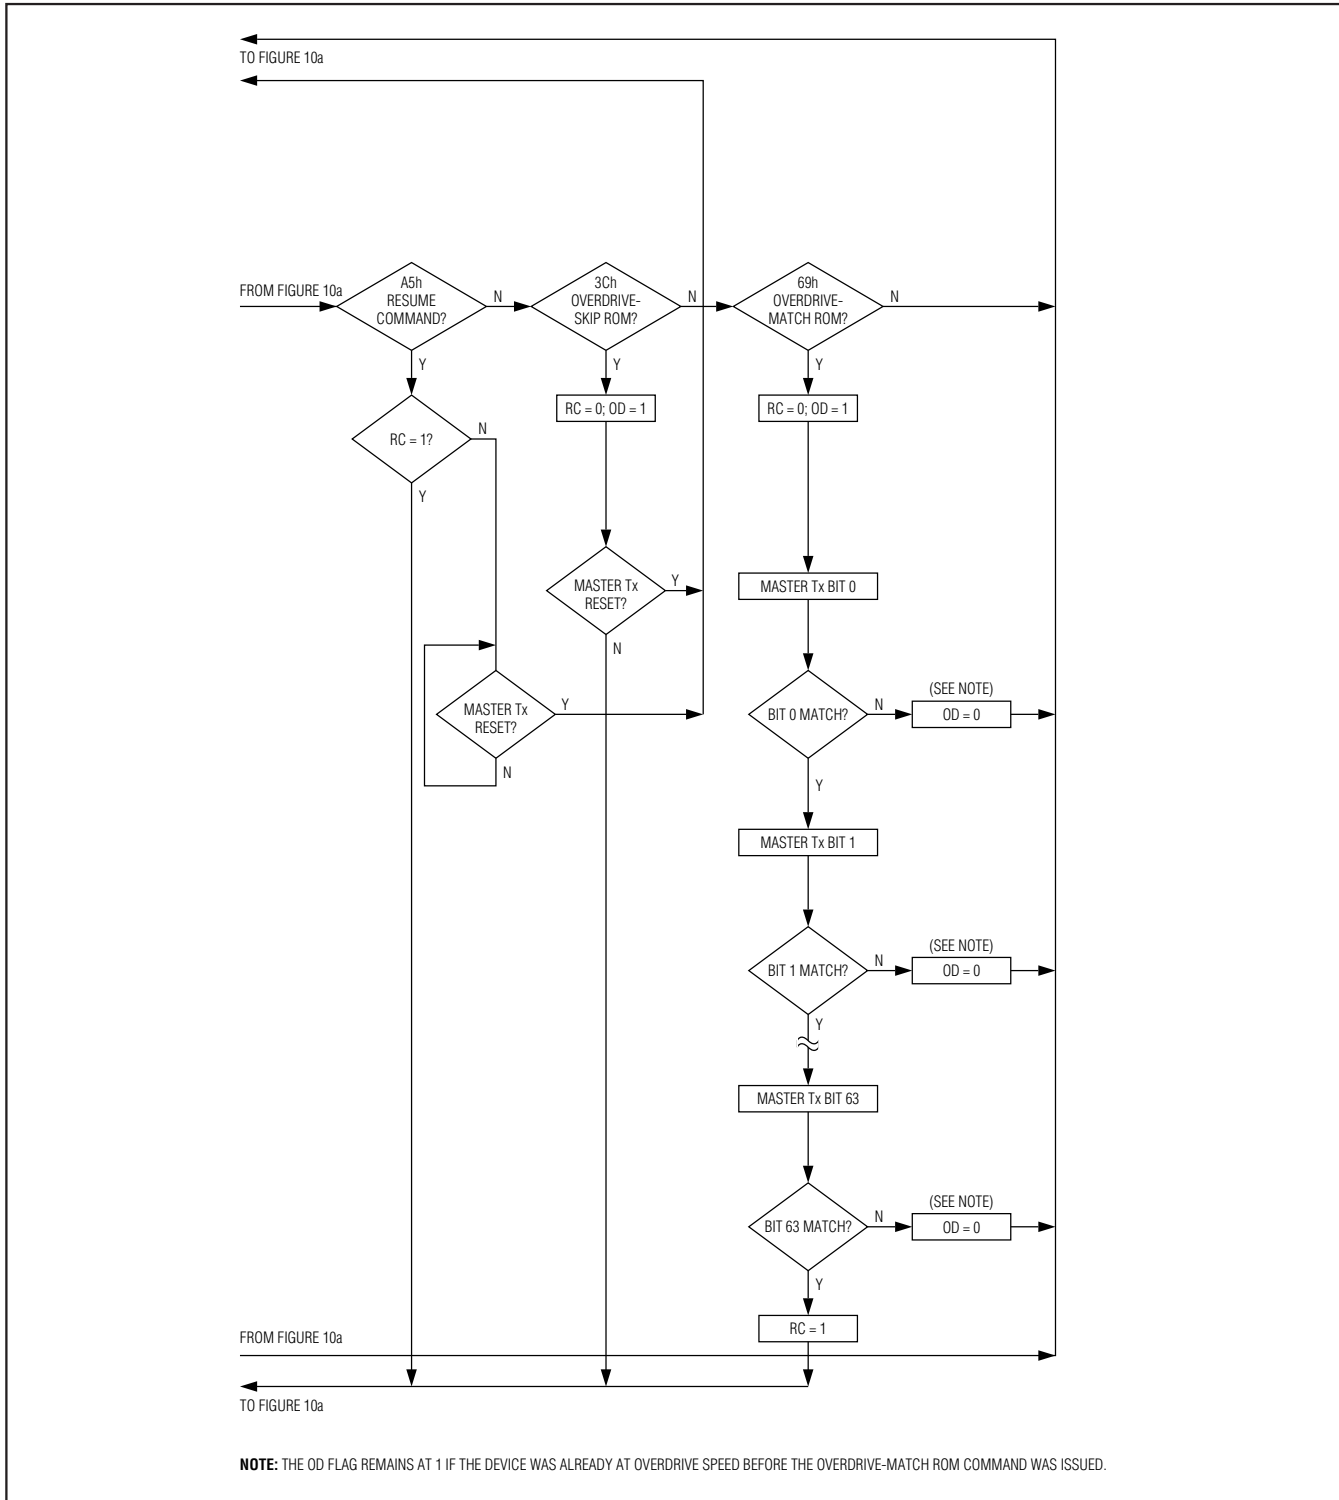 TO FIGURE 10a
FROM FIGURE 10a
A5h
RESUME
COMMAND?
N
3Ch
OVERDRIVE-
SKIP ROM?
N
69h
OVERDRIVE-
MATCH ROM?
N
Y
Y
Y
RC = 0; OD = 1
RC = 0; OD = 1
RC = 1?
N
Y
MASTER Tx
RESET?
Y
N
MASTER Tx BIT 0
MASTER Tx
RESET?
Y
N
BIT 0 MATCH?
N
(SEE NOTE)
OD = 0
Y
MASTER Tx BIT 1
BIT 1 MATCH?
N
(SEE NOTE)
OD = 0
Y
MASTER Tx BIT 63
BIT 63 MATCH?
N
(SEE NOTE)
OD = 0
Y
RC = 1
FROM FIGURE 10a
TO FIGURE 10a
NOTE: THE OD FLAG REMAINS AT 1 IF THE DEVICE WAS ALREADY AT OVERDRIVE SPEED BEFORE THE OVERDRIVE-MATCH ROM COMMAND WAS ISSUED.